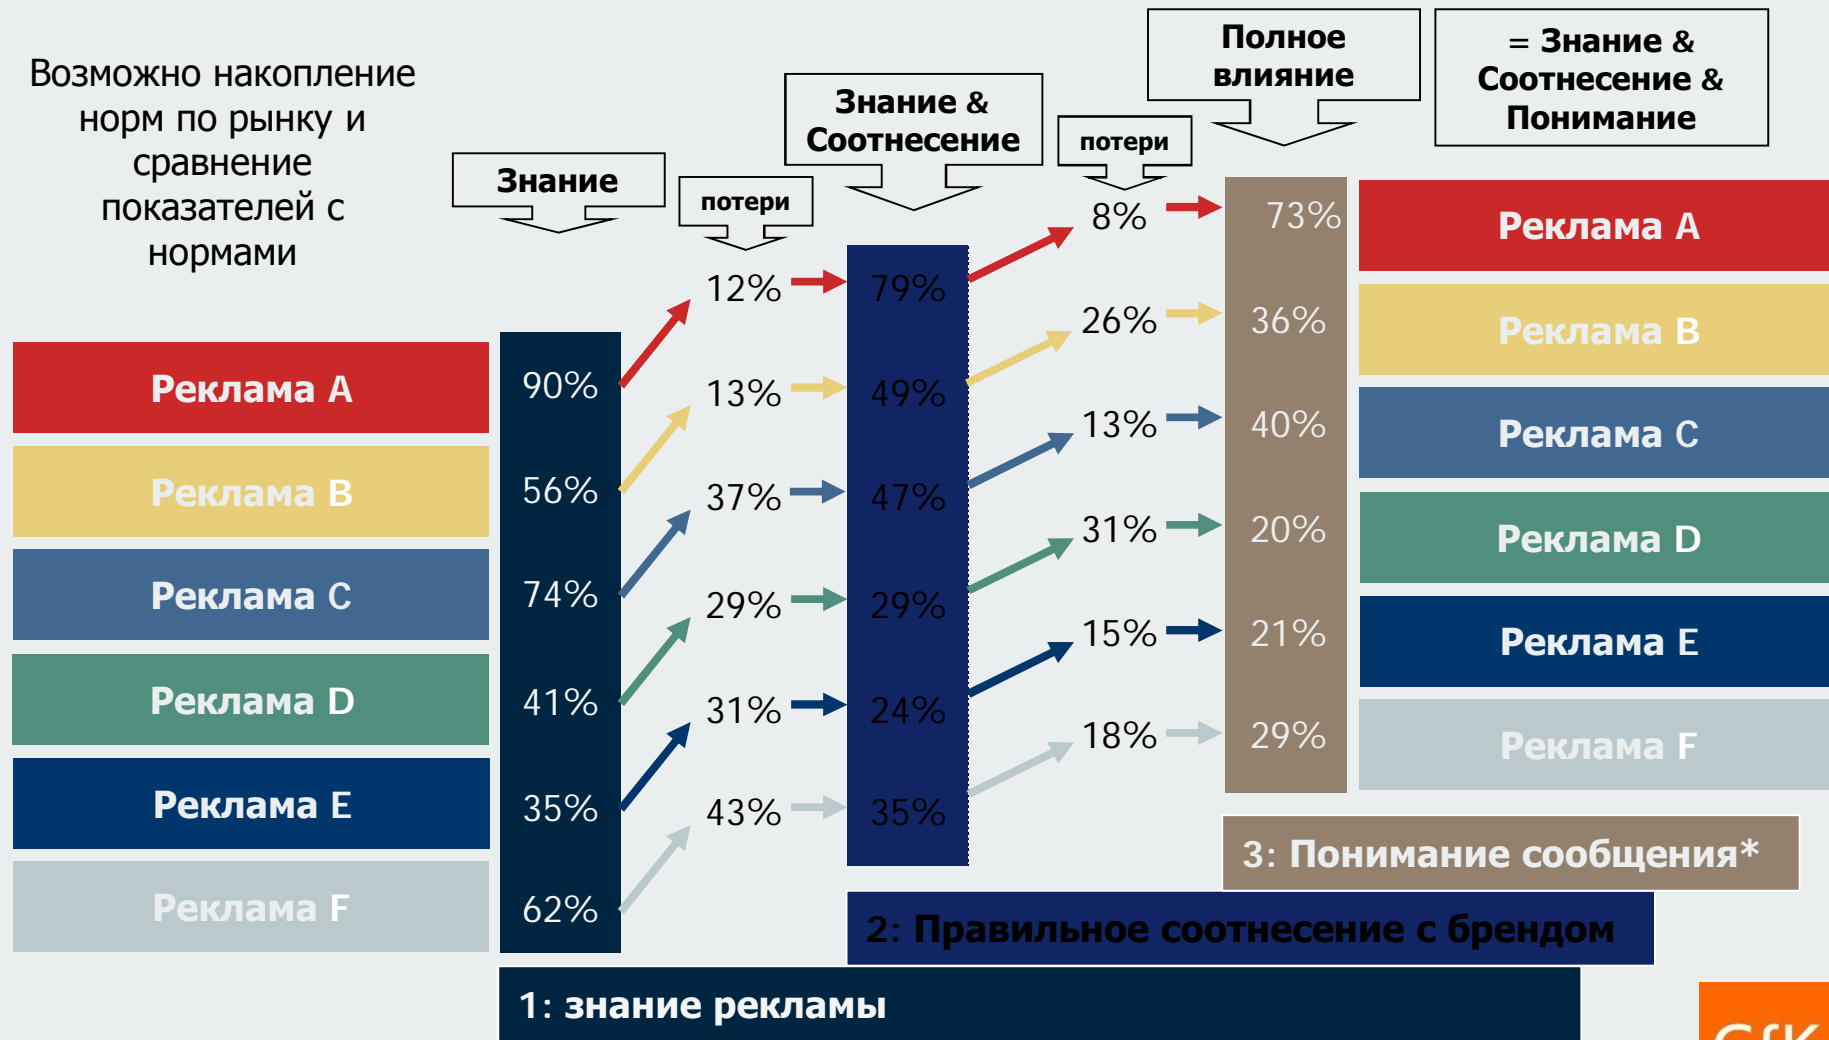 Возможно накопление
норм по рынку и
сравнение
показателей с
нормами
Знание
потери
Знание &
Соотнесение
потери
Полное
влияние
= Знание &
Соотнесение &
Понимание
Реклама A
90%
12%
79%
8%
73%
Реклама A
Реклама B
56%
13%
49%
26%
36%
Реклама B
Реклама C
74%
37%
47%
13%
40%
Реклама C
Реклама D
41%
29%
29%
31%
20%
Реклама D
Реклама E
35%
31%
24%
15%
21%
Реклама E
Реклама F
62%
43%
35%
18%
29%
Реклама F
3: Понимание сообщения*
2: Правильное соотнесение с брендом
1: знание рекламы
GfK